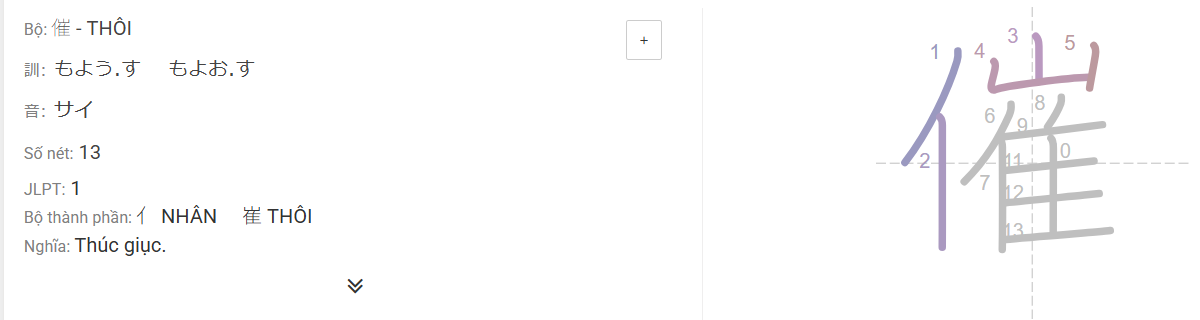 Bộ: 催 - THÔI
+
訓: もよう.す もよお.す
音: サイ
Số nét: 13
JLPT: 1
Bộ thành phần: 亻 NHÂN 崔 THÔI
Nghĩa: Thúc giục.
催
1
2
3
4
5
6
7
8
9
0
11
12
13